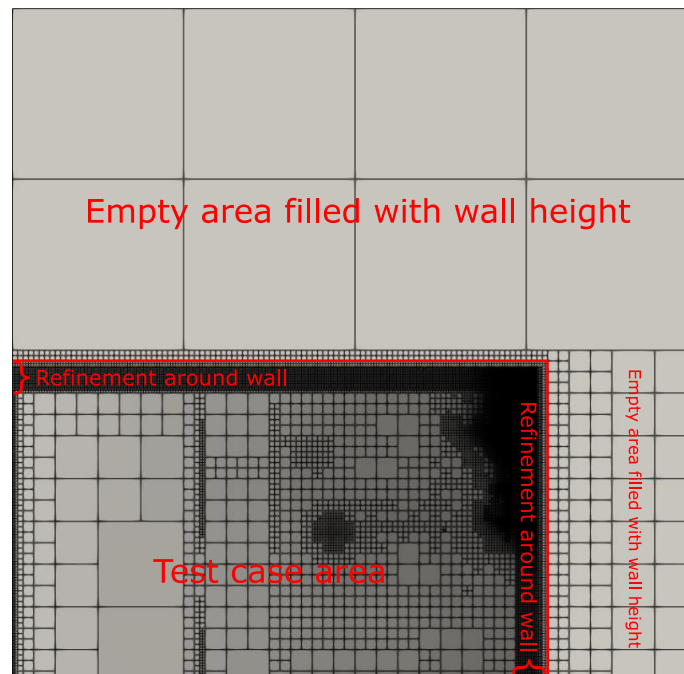 Empty area filled with wall height
Refinement around wall
Empty area filled with wall height
Refinement around wall
Test case area